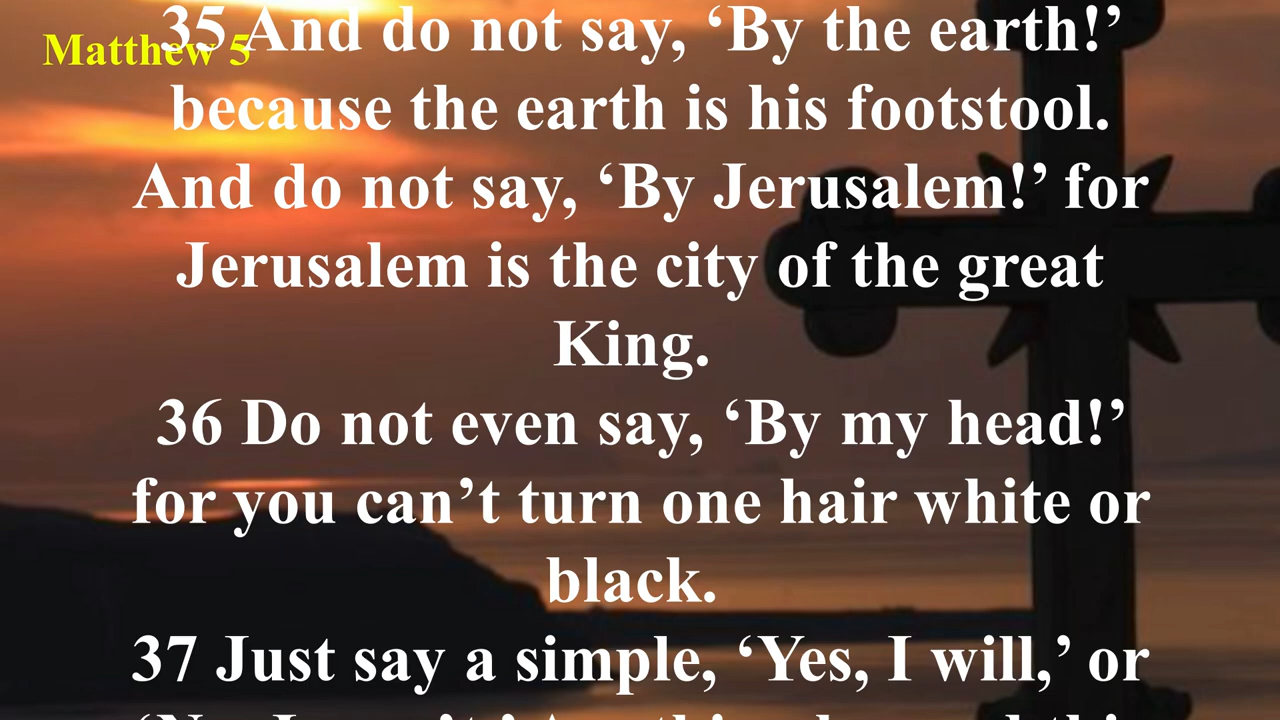 Matthew 5
35 And do not say, ‘By the earth!’
because the earth is his footstool.
And do not say, ‘By Jerusalem!’ for
Jerusalem is the city of the great
King.
36 Do not even say, ‘By my head!’
for you can’t turn one hair white or
black.
37 Just say a simple, ‘Yes, I will,’ or